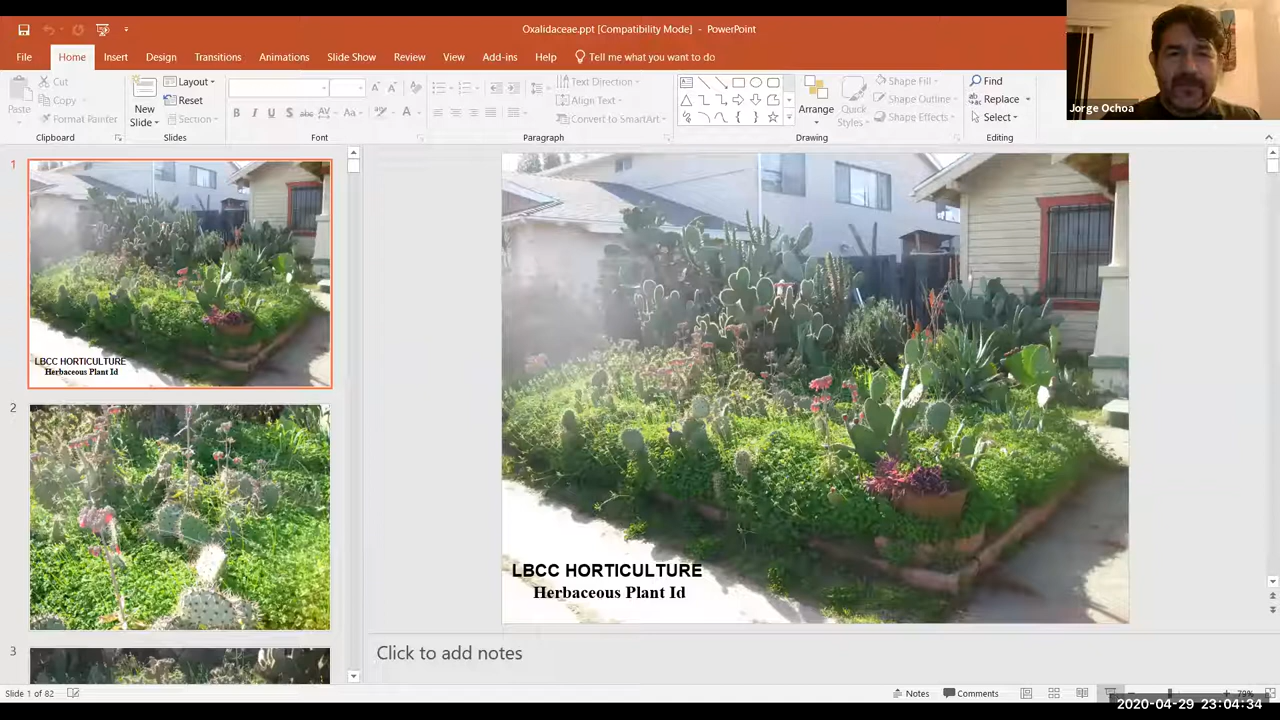 Oxalidaceae.ppt [Compatibility Mode] - PowerPoint
File Home Insert Design Transitions Animations Slide Show Review View Add-ins Help Tell me what you want to do
Paste
Cut
Copy
Format Painter
Clipboard
New
Slide
Layout
Reset
Section
Slides
B I U S abc AV Aa A
Font
Text Direction
Align Text
Convert to SmartArt
Paragraph
Arrange
Quick
Styles
Shape Fill
Shape Outline
Shape Effects
Drawing
Find
Replace
Select
Editing
Jorge Ochoa
1
LBCC HORTICULTURE
Herbaceous Plant Id
2
3
LBCC HORTICULTURE
Herbaceous Plant Id
Click to add notes
Slide 1 of 82
Notes Comments
79%
2020-04-29 23:04:34